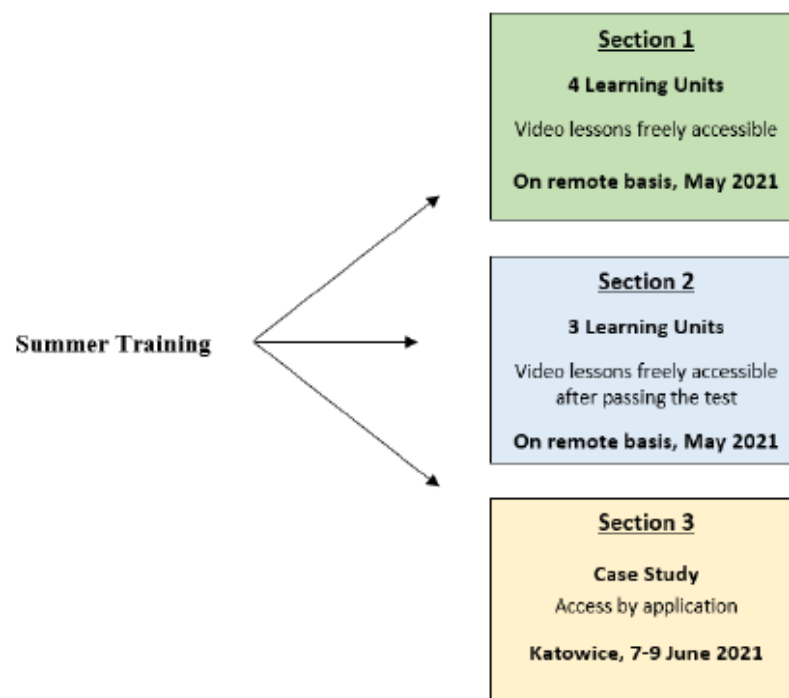 Section 1
4 Learning Units
Video lessons freely accessible
On remote basis, May 2021
Summer Training
Section 2
3 Learning Units
Video lessons freely accessible
after passing the test
On remote basis, May 2021
Section 3
Case Study
Access by application
Katowice, 7-9 June 2021